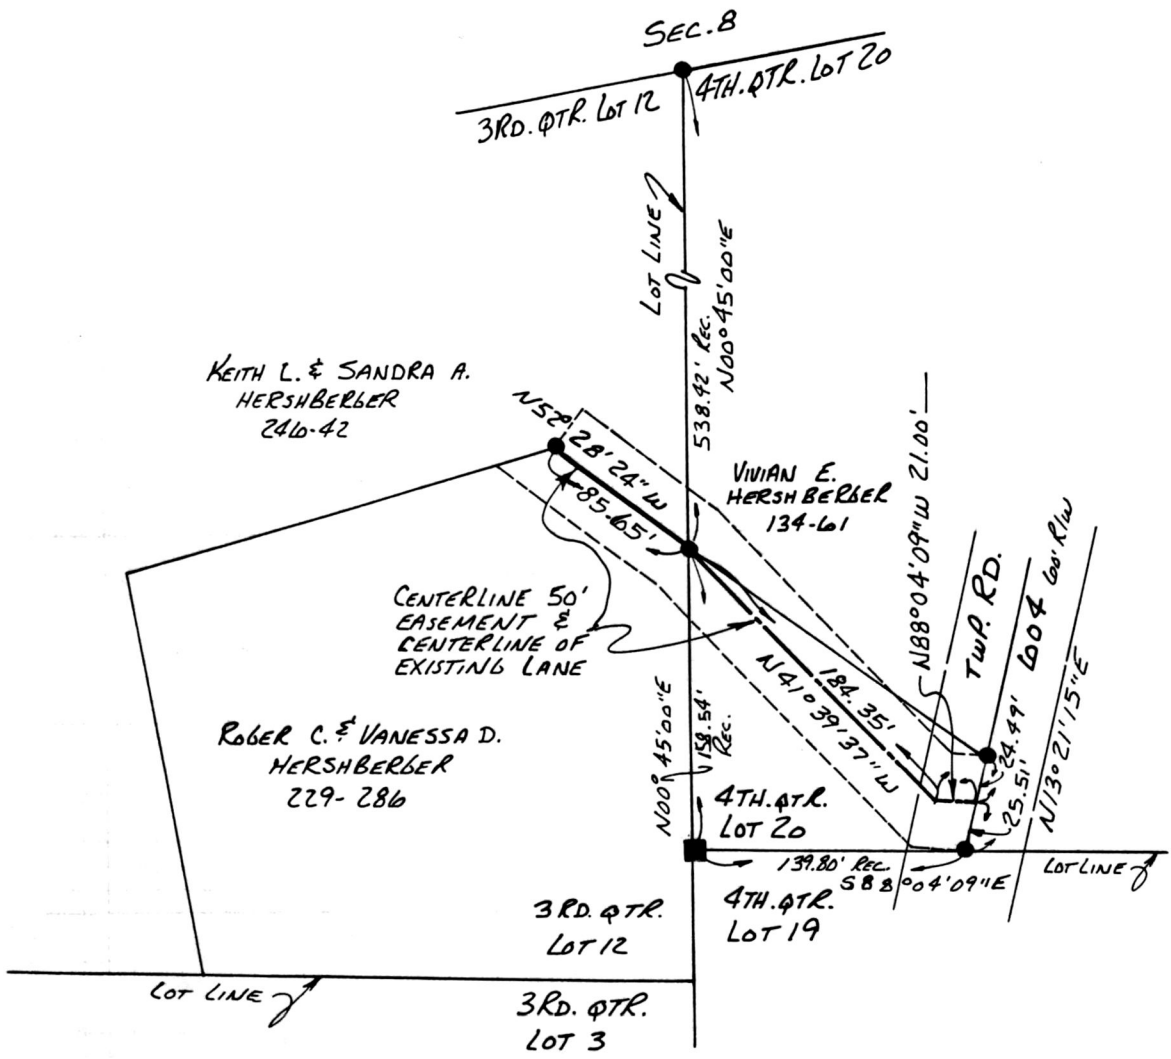 SEC. 8
3RD. QTR. LOT 12
4TH. QTR. LOT 20
LOT LINE
538.42' REC.
N00°45'00"E
KEITH L. & SANDRA A.
HERSHBERGER
246-42
N52°28'24"W
85.65'
VIVIAN E.
HERSHBERGER
134-61
N88°04'09"W 21.00'
TWP. RD. 604 60' R/W
N13°21'15"E
24.49'
25.51'
CENTERLINE 50'
EASEMENT &
CENTERLINE OF
EXISTING LANE
184.35'
N41°39'37"W
ROGER C. & VANESSA D.
HERSHBERGER
229-286
N00°45'00"E
158.54'
REC.
4TH. QTR.
LOT 20
139.80' REC.
S88°04'09"E
LOT LINE
4TH. QTR.
LOT 19
3RD. QTR.
LOT 12
LOT LINE
3RD. QTR.
LOT 3